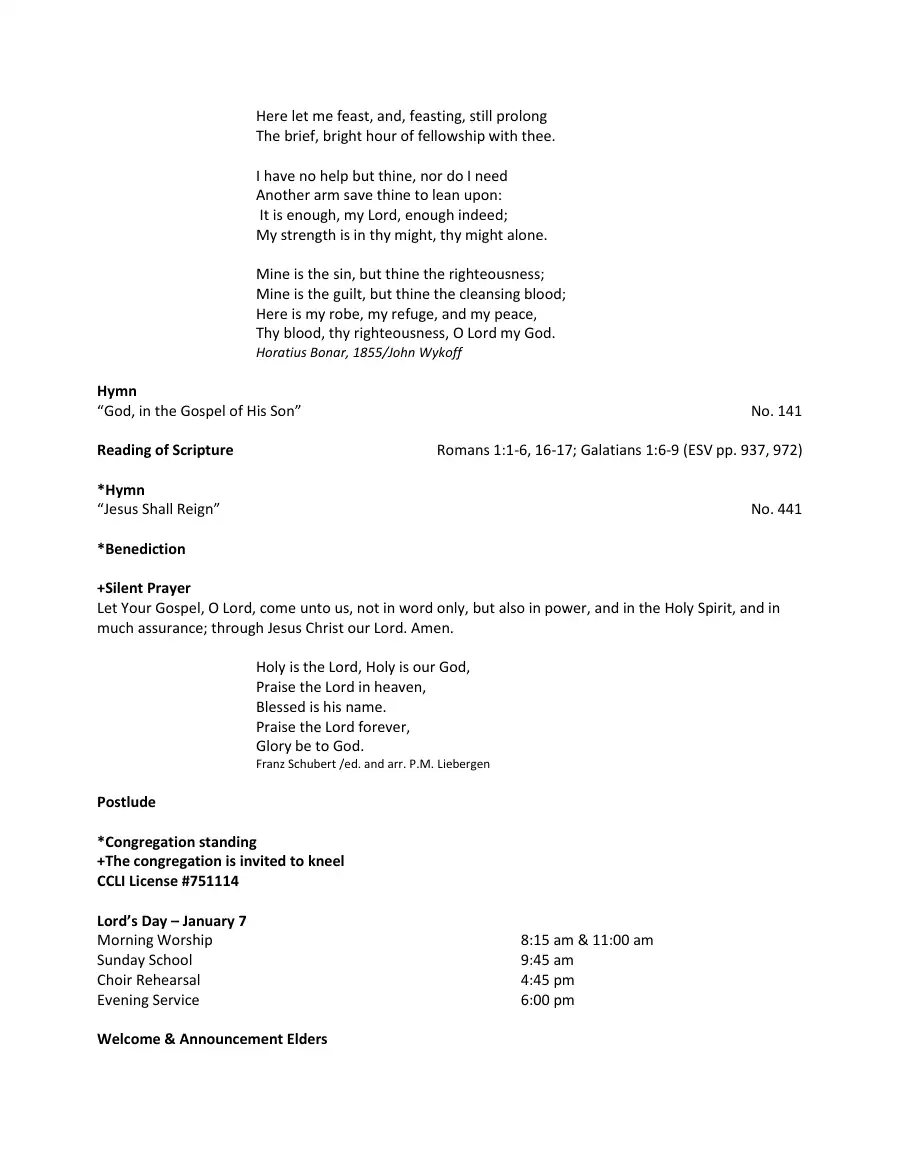 Here let me feast, and, feasting, still prolong
The brief, bright hour of fellowship with thee.
I have no help but thine, nor do I need
Another arm save thine to lean upon:
It is enough, my Lord, enough indeed;
My strength is in thy might, thy might alone.
Mine is the sin, but thine the righteousness;
Mine is the guilt, but thine the cleansing blood;
Here is my robe, my refuge, and my peace,
Thy blood, thy righteousness, O Lord my God.
Horatius Bonar, 1855/John Wykoff
Hymn
“God, in the Gospel of His Son” No. 141
Reading of Scripture Romans 1:1-6, 16-17; Galatians 1:6-9 (ESV pp. 937, 972)
*Hymn
“Jesus Shall Reign” No. 441
*Benediction
+Silent Prayer
Let Your Gospel, O Lord, come unto us, not in word only, but also in power, and in the Holy Spirit, and in
much assurance; through Jesus Christ our Lord. Amen.
Holy is the Lord, Holy is our God,
Praise the Lord in heaven,
Blessed is his name.
Praise the Lord forever,
Glory be to God.
Franz Schubert /ed. and arr. P.M. Liebergen
Postlude
*Congregation standing
+The congregation is invited to kneel
CCLI License #751114
Lord’s Day – January 7
Morning Worship 8:15 am & 11:00 am
Sunday School 9:45 am
Choir Rehearsal 4:45 pm
Evening Service 6:00 pm
Welcome & Announcement Elders